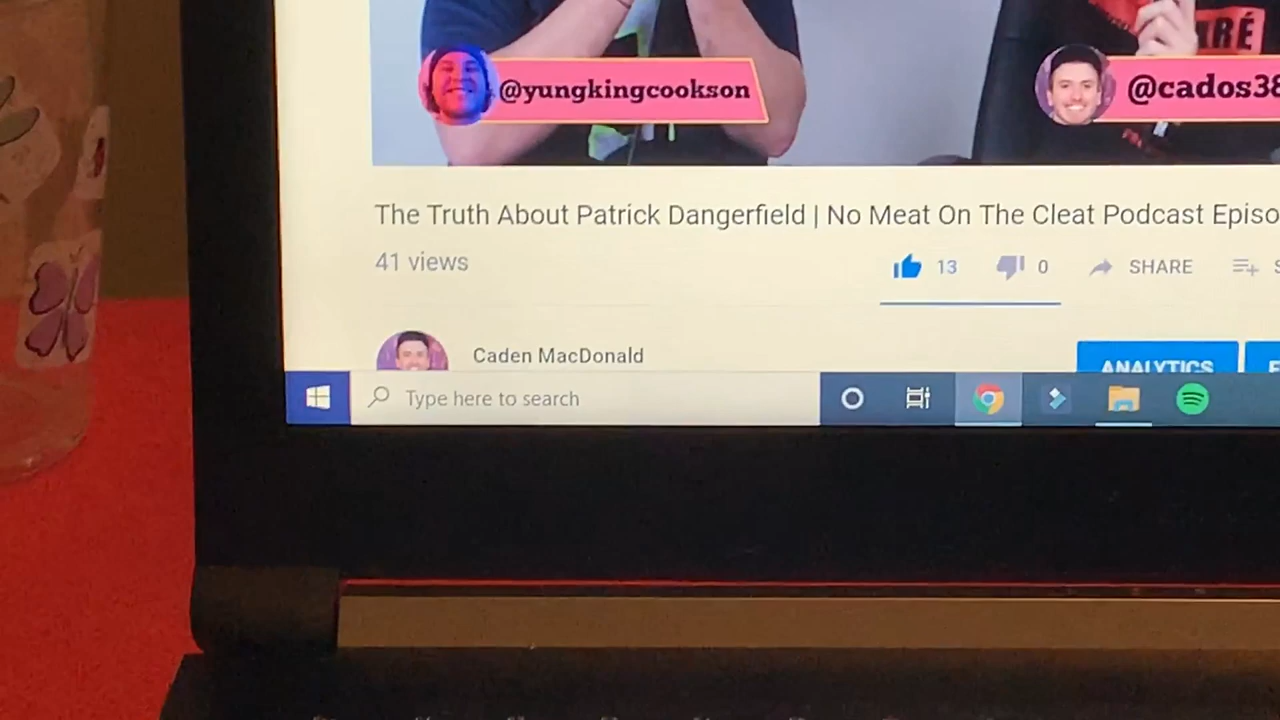 RÉ
@yungkingcookson
@cados38
The Truth About Patrick Dangerfield | No Meat On The Cleat Podcast Episo
41 views
13
0
SHARE
S
Caden MacDonald
ANALYTICS
E
Type here to search